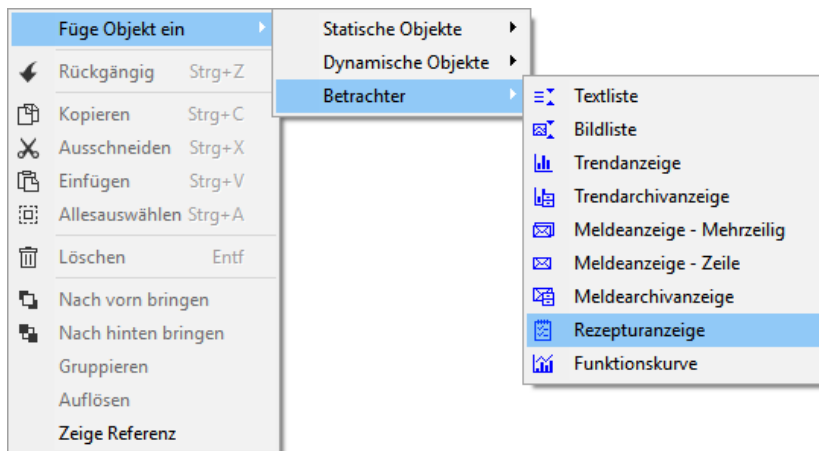 Füge Objekt ein
Rückgängig Strg+Z
Kopieren Strg+C
Ausschneiden Strg+X
Einfügen Strg+V
Allesauswählen Strg+A
Löschen Entf
Nach vorn bringen
Nach hinten bringen
Gruppieren
Auflösen
Zeige Referenz
Statische Objekte
Dynamische Objekte
Betrachter
Textliste
Bildliste
Trendanzeige
Trendarchivanzeige
Meldeanzeige - Mehrzeilig
Meldeanzeige - Zeile
Meldearchivanzeige
Rezepturanzeige
Funktionskurve